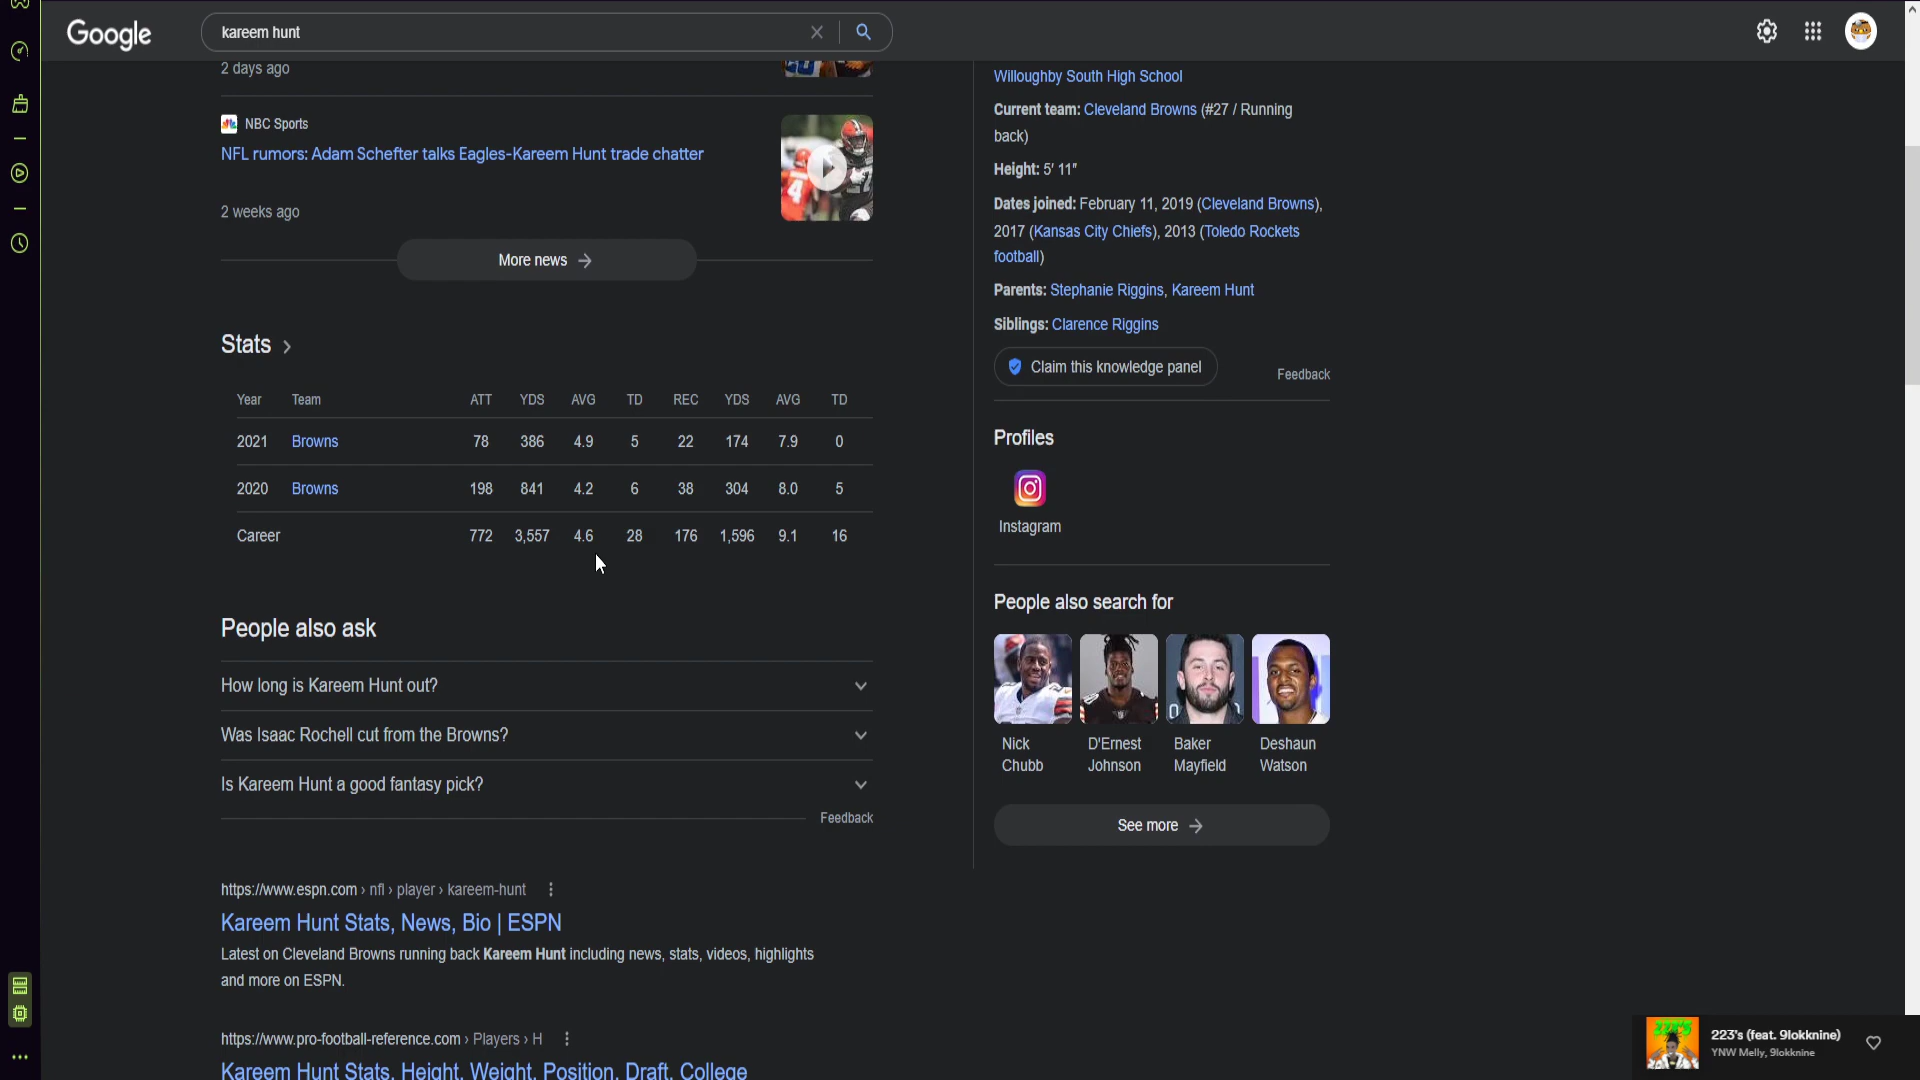 Google
kareem hunt
2 days ago
NBC Sports
NFL rumors: Adam Schefter talks Eagles-Kareem Hunt trade chatter
2 weeks ago
More news
Stats
Year Team ATT YDS AVG TD REC YDS AVG TD
2021 Browns 78 386 4.9 5 22 174 7.9 0
2020 Browns 198 841 4.2 6 38 304 8.0 5
Career 772 3,557 4.6 28 176 1,596 9.1 16
People also ask
How long is Kareem Hunt out?
Was Isaac Rochell cut from the Browns?
Is Kareem Hunt a good fantasy pick?
Feedback
https://www.espn.com › nfl › player › kareem-hunt
Kareem Hunt Stats, News, Bio | ESPN
Latest on Cleveland Browns running back Kareem Hunt including news, stats, videos, highlights
and more on ESPN.
https://www.pro-football-reference.com › Players › H
Kareem Hunt Stats, Height, Weight, Position, Draft, College
Willoughby South High School
Current team: Cleveland Browns (#27 / Running
back)
Height: 5′ 11″
Dates joined: February 11, 2019 (Cleveland Browns),
2017 (Kansas City Chiefs), 2013 (Toledo Rockets
football)
Parents: Stephanie Riggins, Kareem Hunt
Siblings: Clarence Riggins
Claim this knowledge panel
Feedback
Profiles
Instagram
People also search for
Nick
Chubb
D'Ernest
Johnson
Baker
Mayfield
Deshaun
Watson
See more
223's (feat. 9lokknine)
YNW Melly, 9lokknine